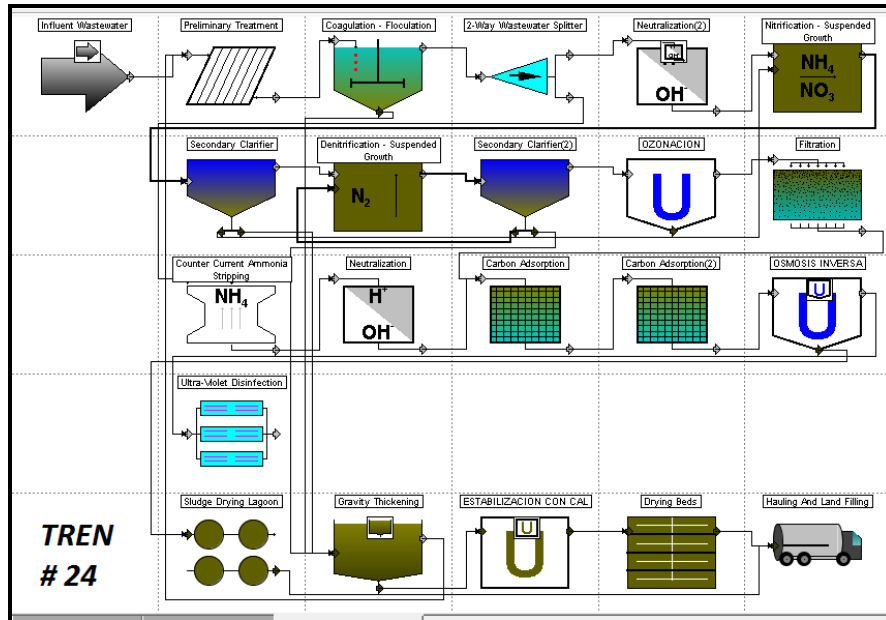 Influent Wastewater
Preliminary Treatment
Coagulation - Floculation
2-Way Wastewater Splitter
Neutralization(2)
Nitrification - Suspended
Growth
OH-
NH4
NO3
Secondary Clarifier
Denitrification - Suspended
Growth
Secondary Clarifier(2)
OZONACION
Filtration
N2
U
Counter Current Ammonia
Stripping
Neutralization
Carbon Adsorption
Carbon Adsorption(2)
OSMOSIS INVERSA
NH4
H+
OH-
U
U
Ultra-Violet Disinfection
Sludge Drying Lagoon
Gravity Thickening
ESTABILIZACION CON CAL
Drying Beds
Hauling And Land Filling
U
U
TREN
# 24